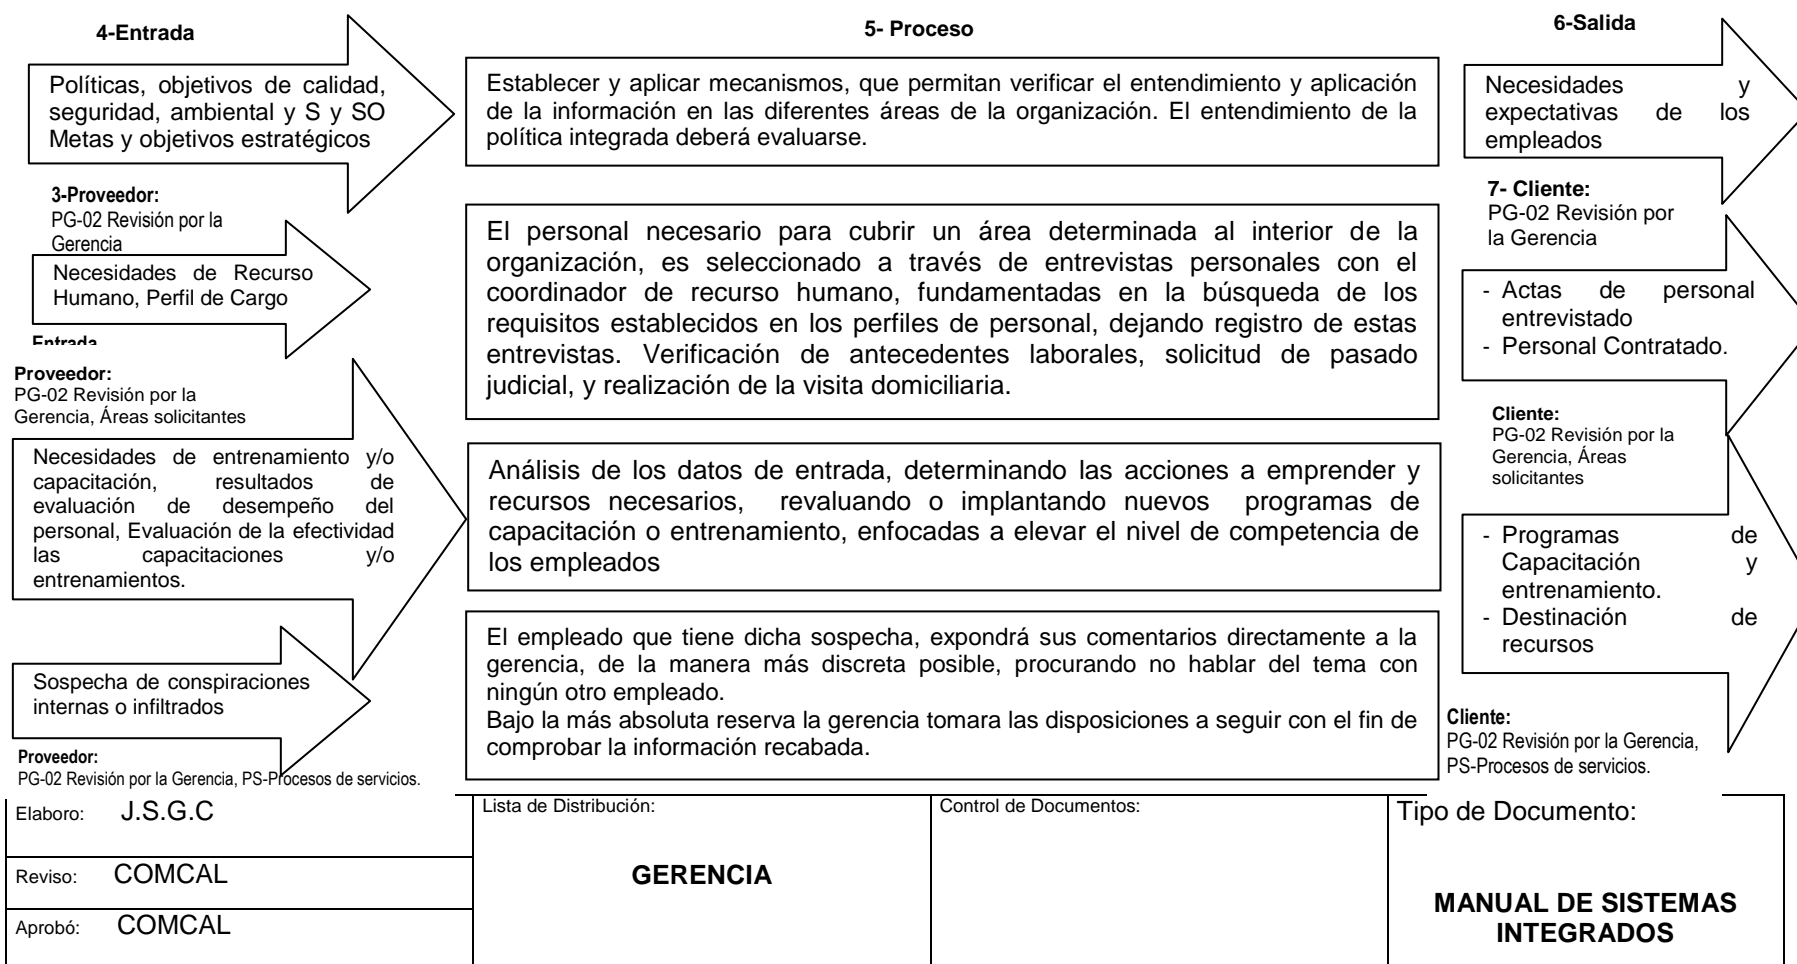 4-Entrada
5- Proceso
6-Salida
Políticas, objetivos de calidad,
seguridad, ambiental y S y SO
Metas y objetivos estratégicos
Establecer y aplicar mecanismos, que permitan verificar el entendimiento y aplicación
de la información en las diferentes áreas de la organización. El entendimiento de la
política integrada deberá evaluarse.
Necesidades y
expectativas de los
empleados
3-Proveedor:
PG-02 Revisión por la
Gerencia
7- Cliente:
PG-02 Revisión por
la Gerencia
Necesidades de Recurso
Humano, Perfil de Cargo
El personal necesario para cubrir un área determinada al interior de la
organización, es seleccionado a través de entrevistas personales con el
coordinador de recurso humano, fundamentadas en la búsqueda de los
requisitos establecidos en los perfiles de personal, dejando registro de estas
entrevistas. Verificación de antecedentes laborales, solicitud de pasado
judicial, y realización de la visita domiciliaria.
- Actas de personal
entrevistado
- Personal Contratado.
Entrada
Proveedor:
PG-02 Revisión por la
Gerencia, Áreas solicitantes
Cliente:
PG-02 Revisión por la
Gerencia, Áreas
solicitantes
Necesidades de entrenamiento y/o
capacitación, resultados de
evaluación de desempeño del
personal, Evaluación de la efectividad
las capacitaciones y/o
entrenamientos.
Análisis de los datos de entrada, determinando las acciones a emprender y
recursos necesarios, revaluando o implantando nuevos programas de
capacitación o entrenamiento, enfocadas a elevar el nivel de competencia de
los empleados
- Programas de
Capacitación y
entrenamiento.
- Destinación de
recursos
Sospecha de conspiraciones
internas o infiltrados
El empleado que tiene dicha sospecha, expondrá sus comentarios directamente a la
gerencia, de la manera más discreta posible, procurando no hablar del tema con
ningún otro empleado.
Bajo la más absoluta reserva la gerencia tomara las disposiciones a seguir con el fin de
comprobar la información recabada.
Proveedor:
PG-02 Revisión por la Gerencia, PS-Procesos de servicios.
Cliente:
PG-02 Revisión por la Gerencia,
PS-Procesos de servicios.
Elaboro: J.S.G.C
Reviso: COMCAL
Aprobó: COMCAL
Lista de Distribución:
GERENCIA
Control de Documentos:
Tipo de Documento:
MANUAL DE SISTEMAS
INTEGRADOS